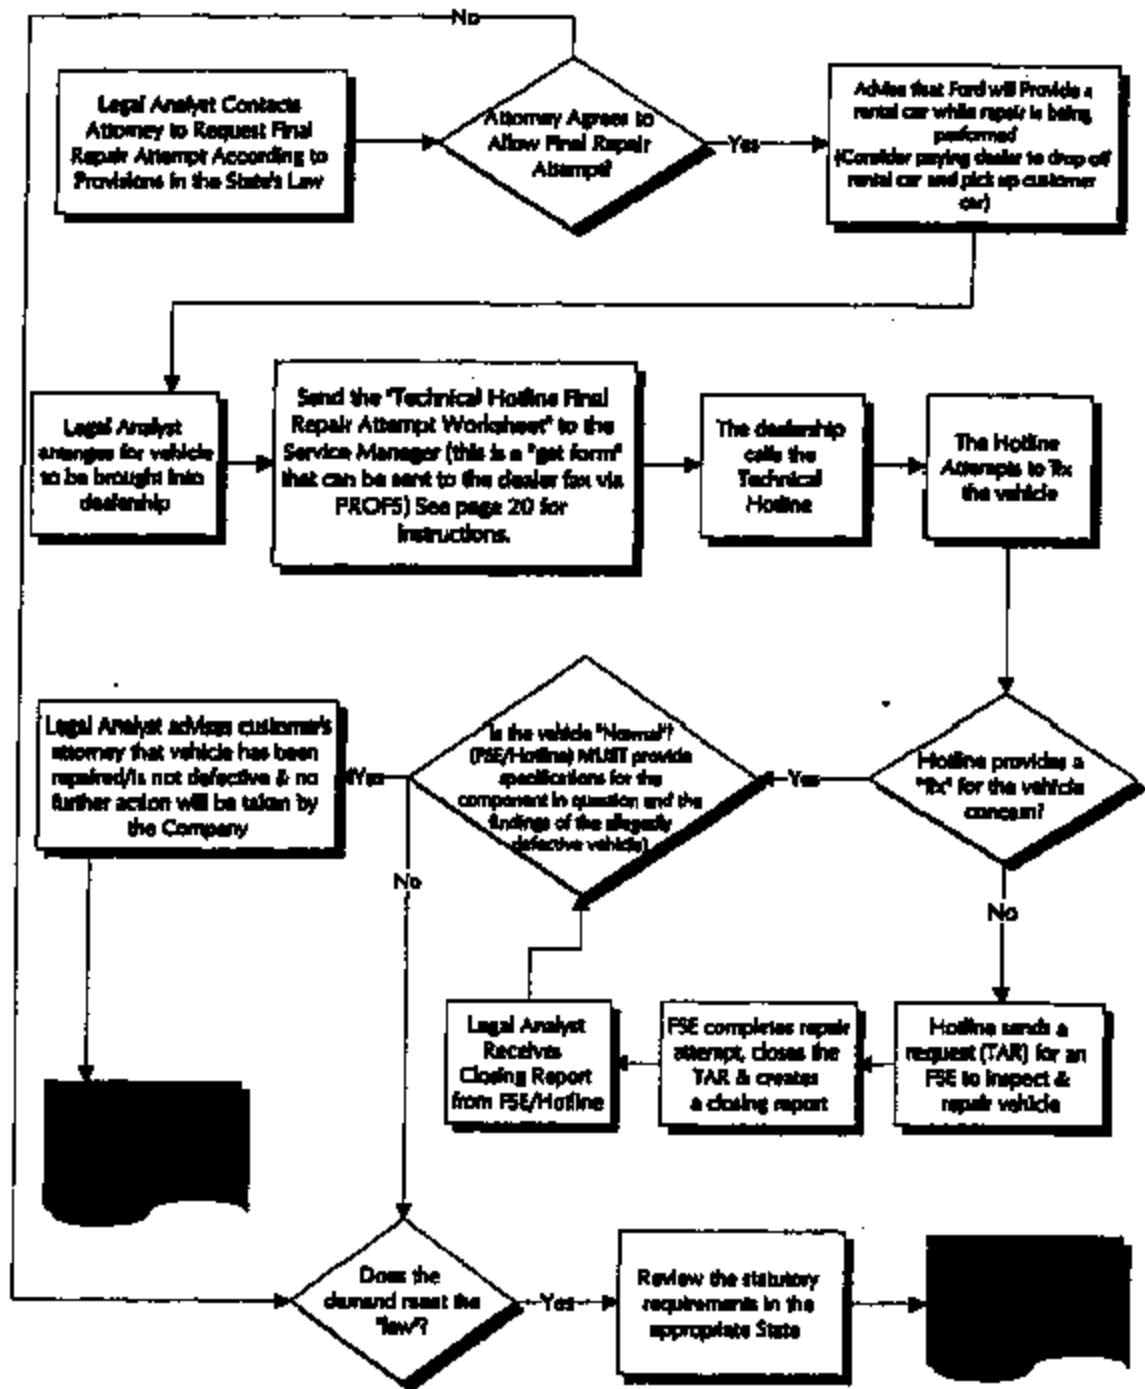 No
Legal Analyst Contacts
Attorney to Request Final
Repair Attempt According to
Provisions in the State's Law
Attorney Agrees to
Allow Final Repair
Attempt?
Yes
Advise that Ford will Provide a
rental car while repair is being
performed
(Consider paying dealer to drop off
rental car and pick up customer
car)
Legal Analyst
arranges for vehicle
to be brought into
dealership
Send the "Technical Hotline Final
Repair Attempt Worksheet" to the
Service Manager (this is a "get form"
that can be sent to the dealer fax via
PROFS) See page 20 for
instructions.
The dealership
calls the
Technical
Hotline
The Hotline
Attempts to fix
the vehicle
Legal Analyst advises customer's
attorney that vehicle has been
repaired/is not defective & no
further action will be taken by
the Company
Yes
Is the vehicle "Normal"?
(FSE/Hotline) MUST provide
specifications for the
component in question and the
findings of the allegedly
defective vehicle)
Yes
Hotline provides a
"fix" for the vehicle
concern?
No
No
Legal Analyst
Receives
Closing Report
from FSE/Hotline
FSE completes repair
attempt, closes the
TAR & creates
a closing report
Hotline sends a
request (TAR) for an
FSE to inspect &
repair vehicle
Does the
demand meet the
"law"?
Yes
Review the statutory
requirements in the
appropriate State